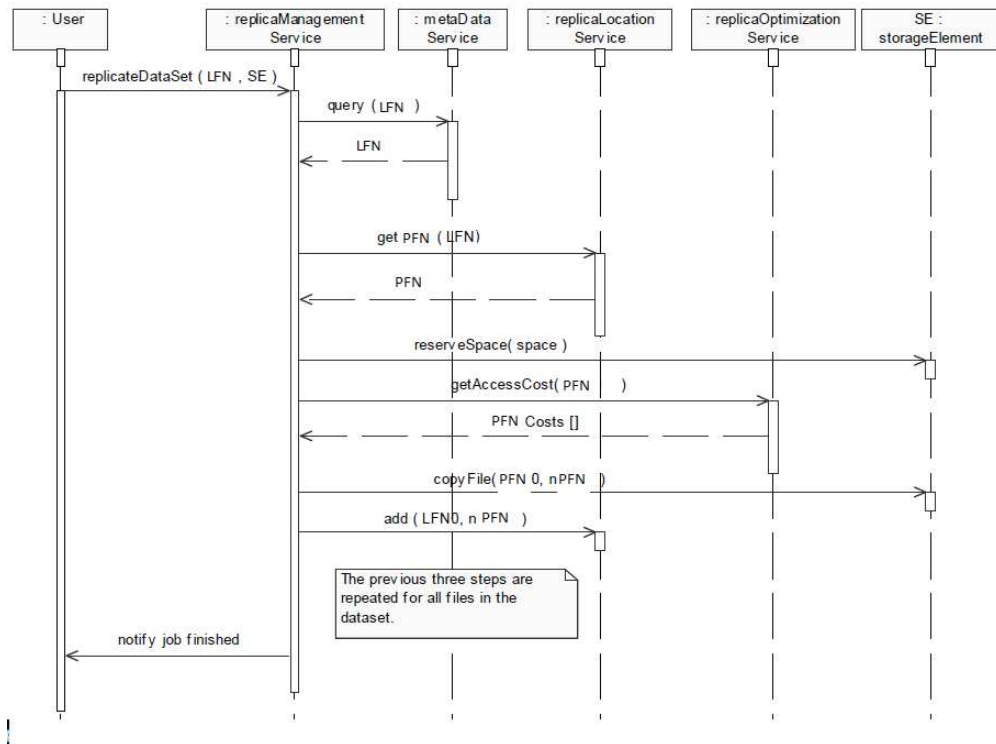 : User
: replicaManagement
Service
: metaData
Service
: replicaLocation
Service
: replicaOptimization
Service
SE :
storageElement
replicateDataSet ( LFN , SE )
query ( LFN )
LFN
get PFN ( LFN)
PFN
reserveSpace( space )
getAccessCost( PFN )
PFN Costs []
copyFile( PFN 0, nPFN )
add ( LFN0, n PFN )
The previous three steps are
repeated for all files in the
dataset.
notify job finished